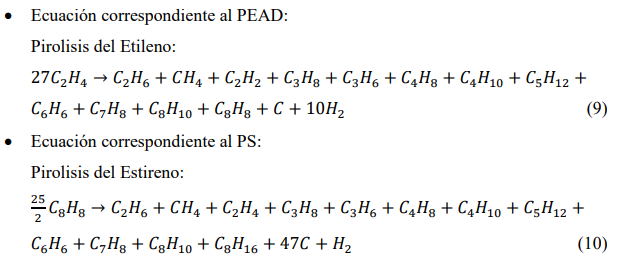 • Ecuación correspondiente al PEAD:
Pirolisis del Etileno:
27C₂H₄ → C₂H₆ + CH₄ + C₂H₂ + C₃H₈ + C₃H₆ + C₄H₈ + C₄H₁₀ + C₅H₁₂ +
C₆H₆ + C₇H₈ + C₈H₁₀ + C₈H₈ + C + 10H₂ (9)
• Ecuación correspondiente al PS:
Pirolisis del Estireno:
25/2 C₈H₈ → C₂H₆ + CH₄ + C₂H₄ + C₃H₈ + C₃H₆ + C₄H₈ + C₄H₁₀ + C₅H₁₂ +
C₆H₆ + C₇H₈ + C₈H₁₀ + C₈H₁₆ + 47C + H₂ (10)